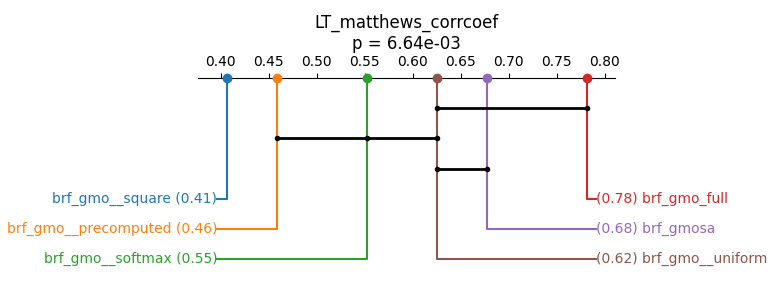 LT_matthews_corrcoef
p = 6.64e-03
0.40 0.45 0.50 0.55 0.60 0.65 0.70 0.75 0.80
brf_gmo__square (0.41) (0.78) brf_gmo_full
brf_gmo__precomputed (0.46) (0.68) brf_gmosa
brf_gmo__softmax (0.55) (0.62) brf_gmo__uniform